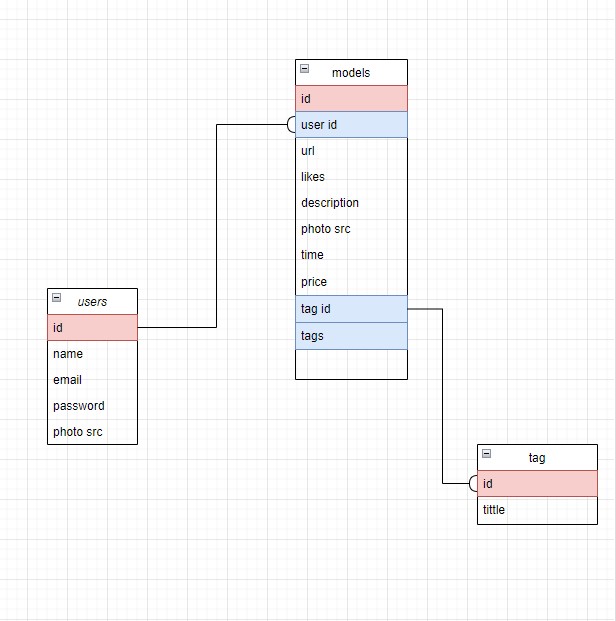 models
id
user id
url
likes
description
photo src
time
price
tag id
tags
users
id
name
email
password
photo src
tag
id
tittle